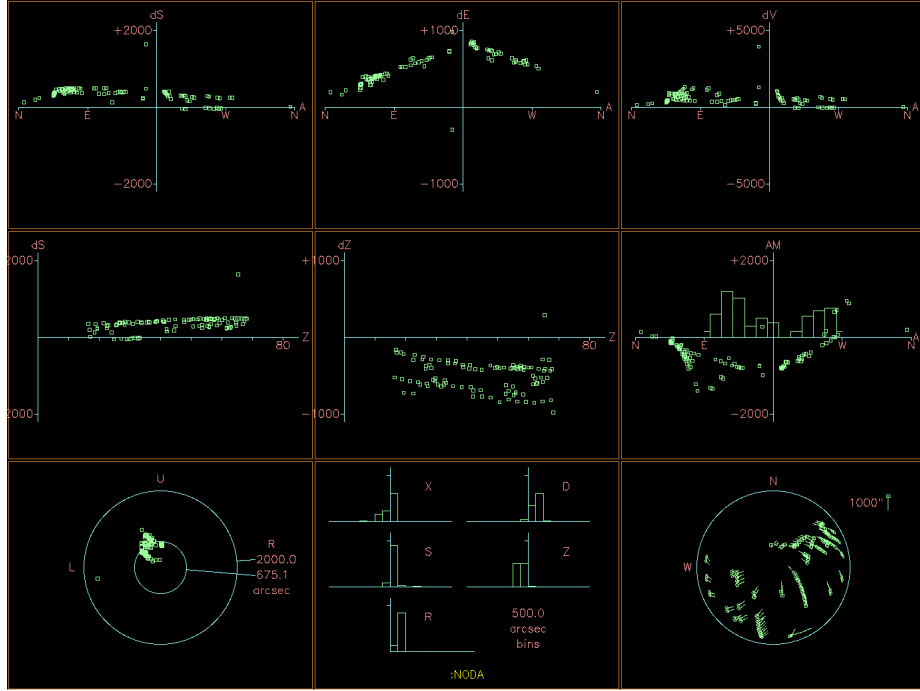 dS
+2000
N E W N A
-2000
dE
+1000
N E W N A
-1000
dV
+5000
N E W N A
-5000
dS
2000
80 Z
2000
dZ
+1000
80 Z
-1000
AM
+2000
N E W N A
-2000
U
L
R
2000.0
675.1
arcsec
X
D
S
Z
R
500.0
arcsec
bins
:NODA
N
W
1000"